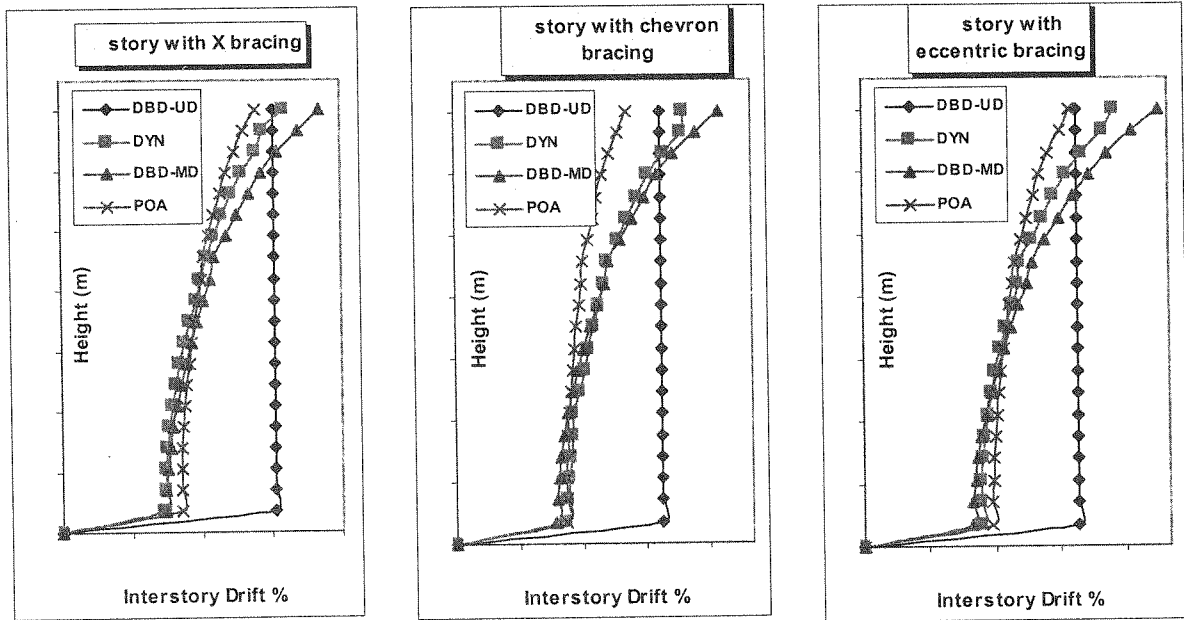 story with X bracing
DBD-UD
DYN
DBD-MD
POA
Height (m)
Interstory Drift %
story with chevron
bracing
DBD-UD
DYN
DBD-MD
POA
Height (m)
Interstory Drift %
story with
eccentric bracing
DBD-UD
DYN
DBD-MD
POA
Height (m)
Interstory Drift %